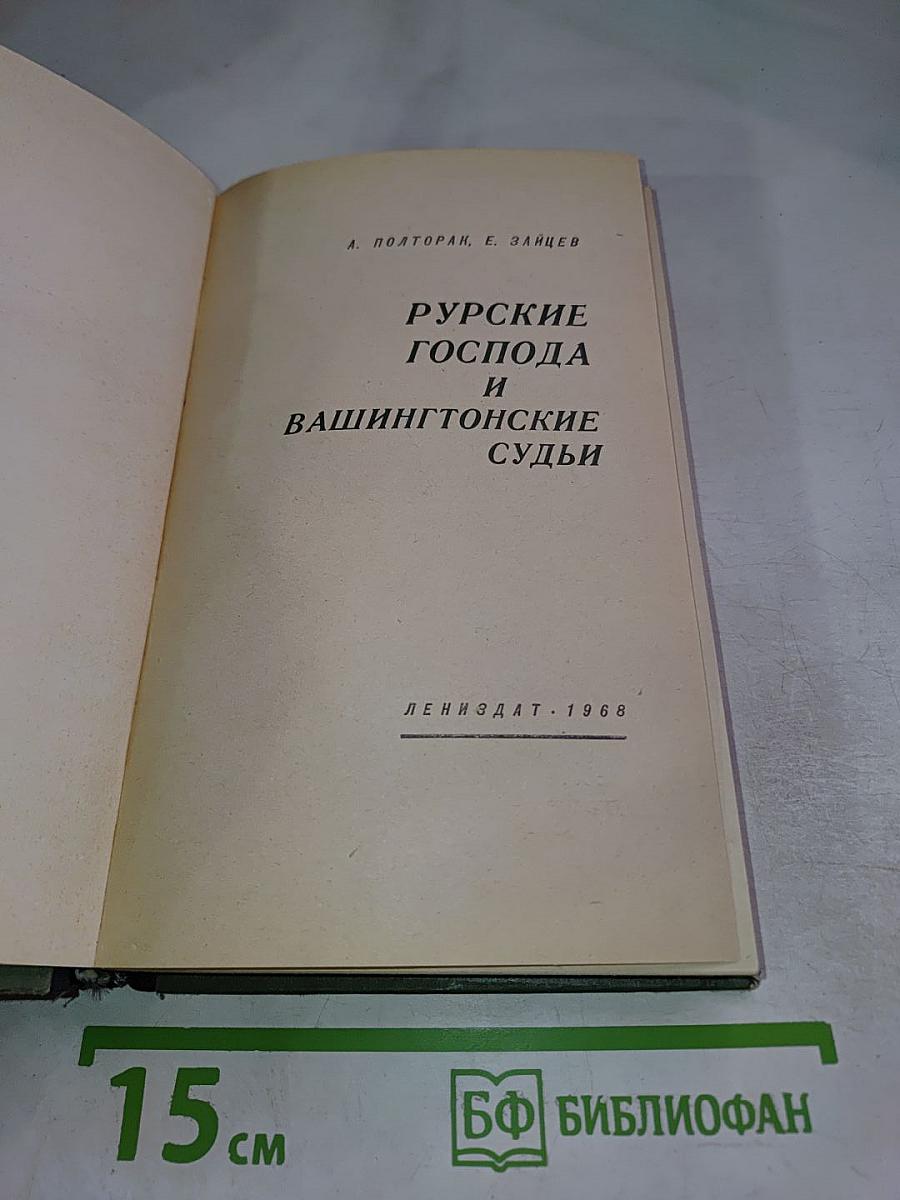 А. ПОЛТОРАК, Е. ЗАЙЦЕВ
РУРСКИЕ
ГОСПОДА
И
ВАШИНГТОНСКИЕ
СУДЬИ
ЛЕНИЗДАТ • 1968
15 см
БФ БИБЛИОФАН